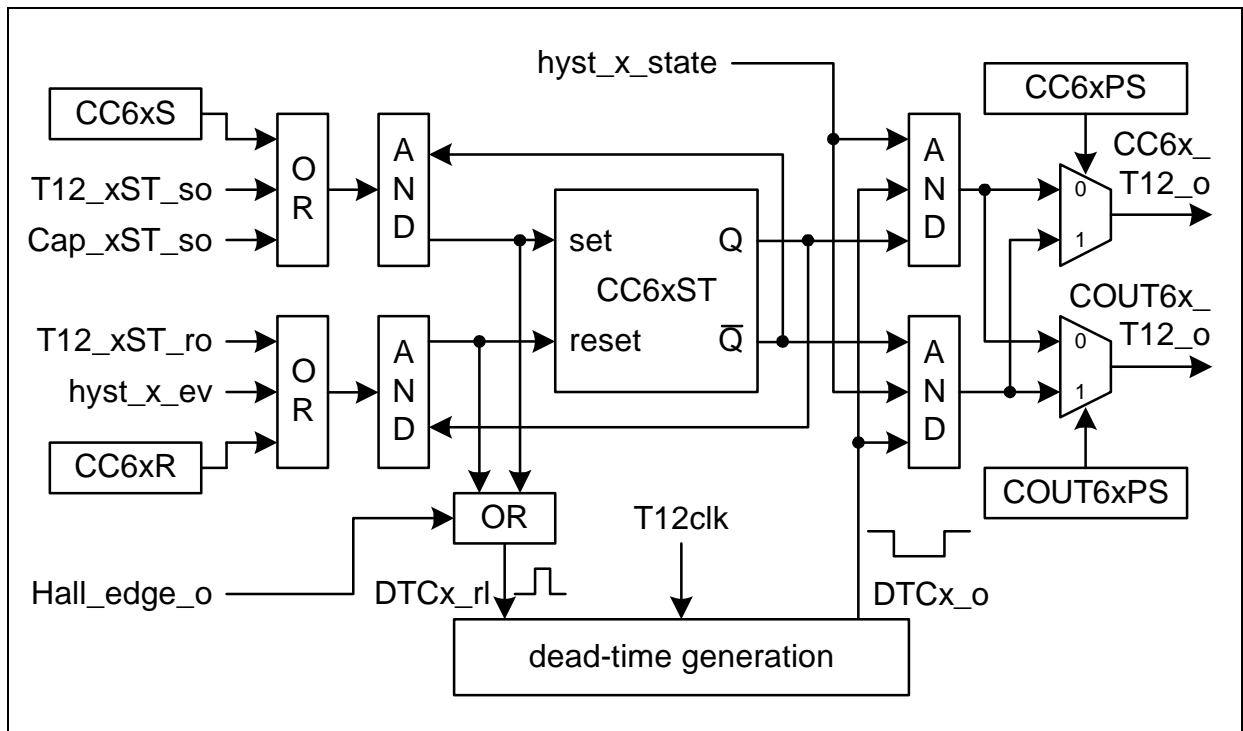 hyst_x_state
CC6xPS
CC6xS
CC6x_
T12_o
O
R
A
N
D
A
N
D
0
1
T12_xST_so
Cap_xST_so
set
Q
CC6xST
reset
Q̅
COUT6x_
T12_o
T12_xST_ro
hyst_x_ev
CC6xR
O
R
A
N
D
A
N
D
0
1
COUT6xPS
OR
T12clk
Hall_edge_o
DTCx_rl
DTCx_o
dead-time generation